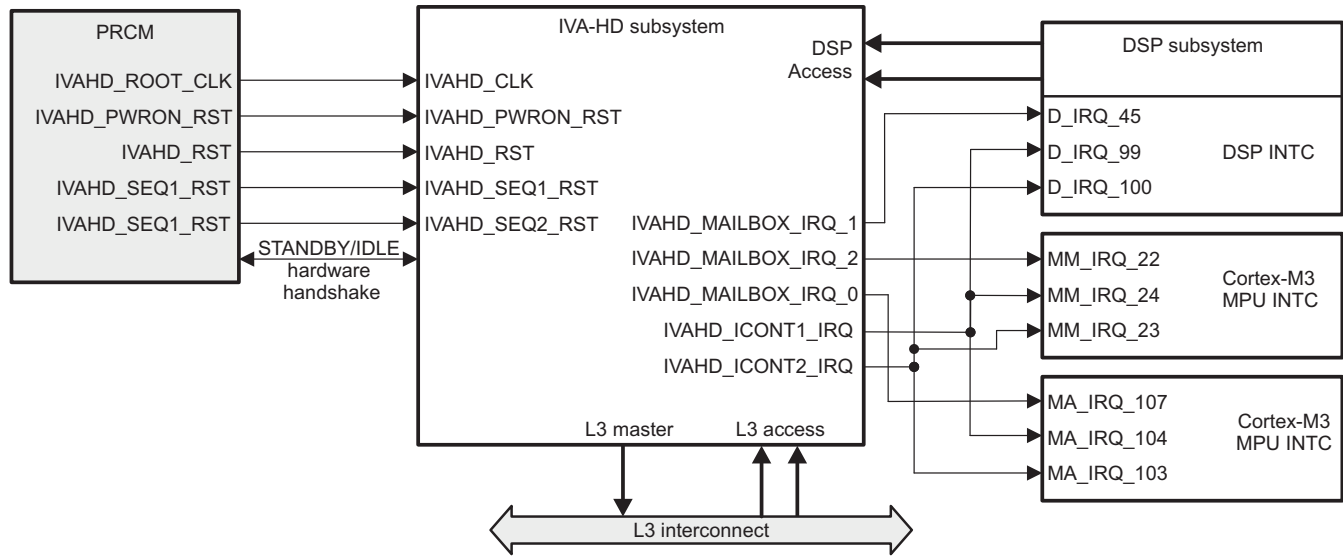 PRCM
IVAHD_ROOT_CLK
IVAHD_PWRON_RST
IVAHD_RST
IVAHD_SEQ1_RST
IVAHD_SEQ1_RST
STANDBY/IDLE
hardware
handshake
IVA-HD subsystem
IVAHD_CLK
IVAHD_PWRON_RST
IVAHD_RST
IVAHD_SEQ1_RST
IVAHD_SEQ2_RST
DSP
Access
IVAHD_MAILBOX_IRQ_1
IVAHD_MAILBOX_IRQ_2
IVAHD_MAILBOX_IRQ_0
IVAHD_ICONT1_IRQ
IVAHD_ICONT2_IRQ
L3 master
L3 access
DSP subsystem
D_IRQ_45
D_IRQ_99
D_IRQ_100
DSP INTC
MM_IRQ_22
MM_IRQ_24
MM_IRQ_23
Cortex-M3
MPU INTC
MA_IRQ_107
MA_IRQ_104
MA_IRQ_103
Cortex-M3
MPU INTC
L3 interconnect